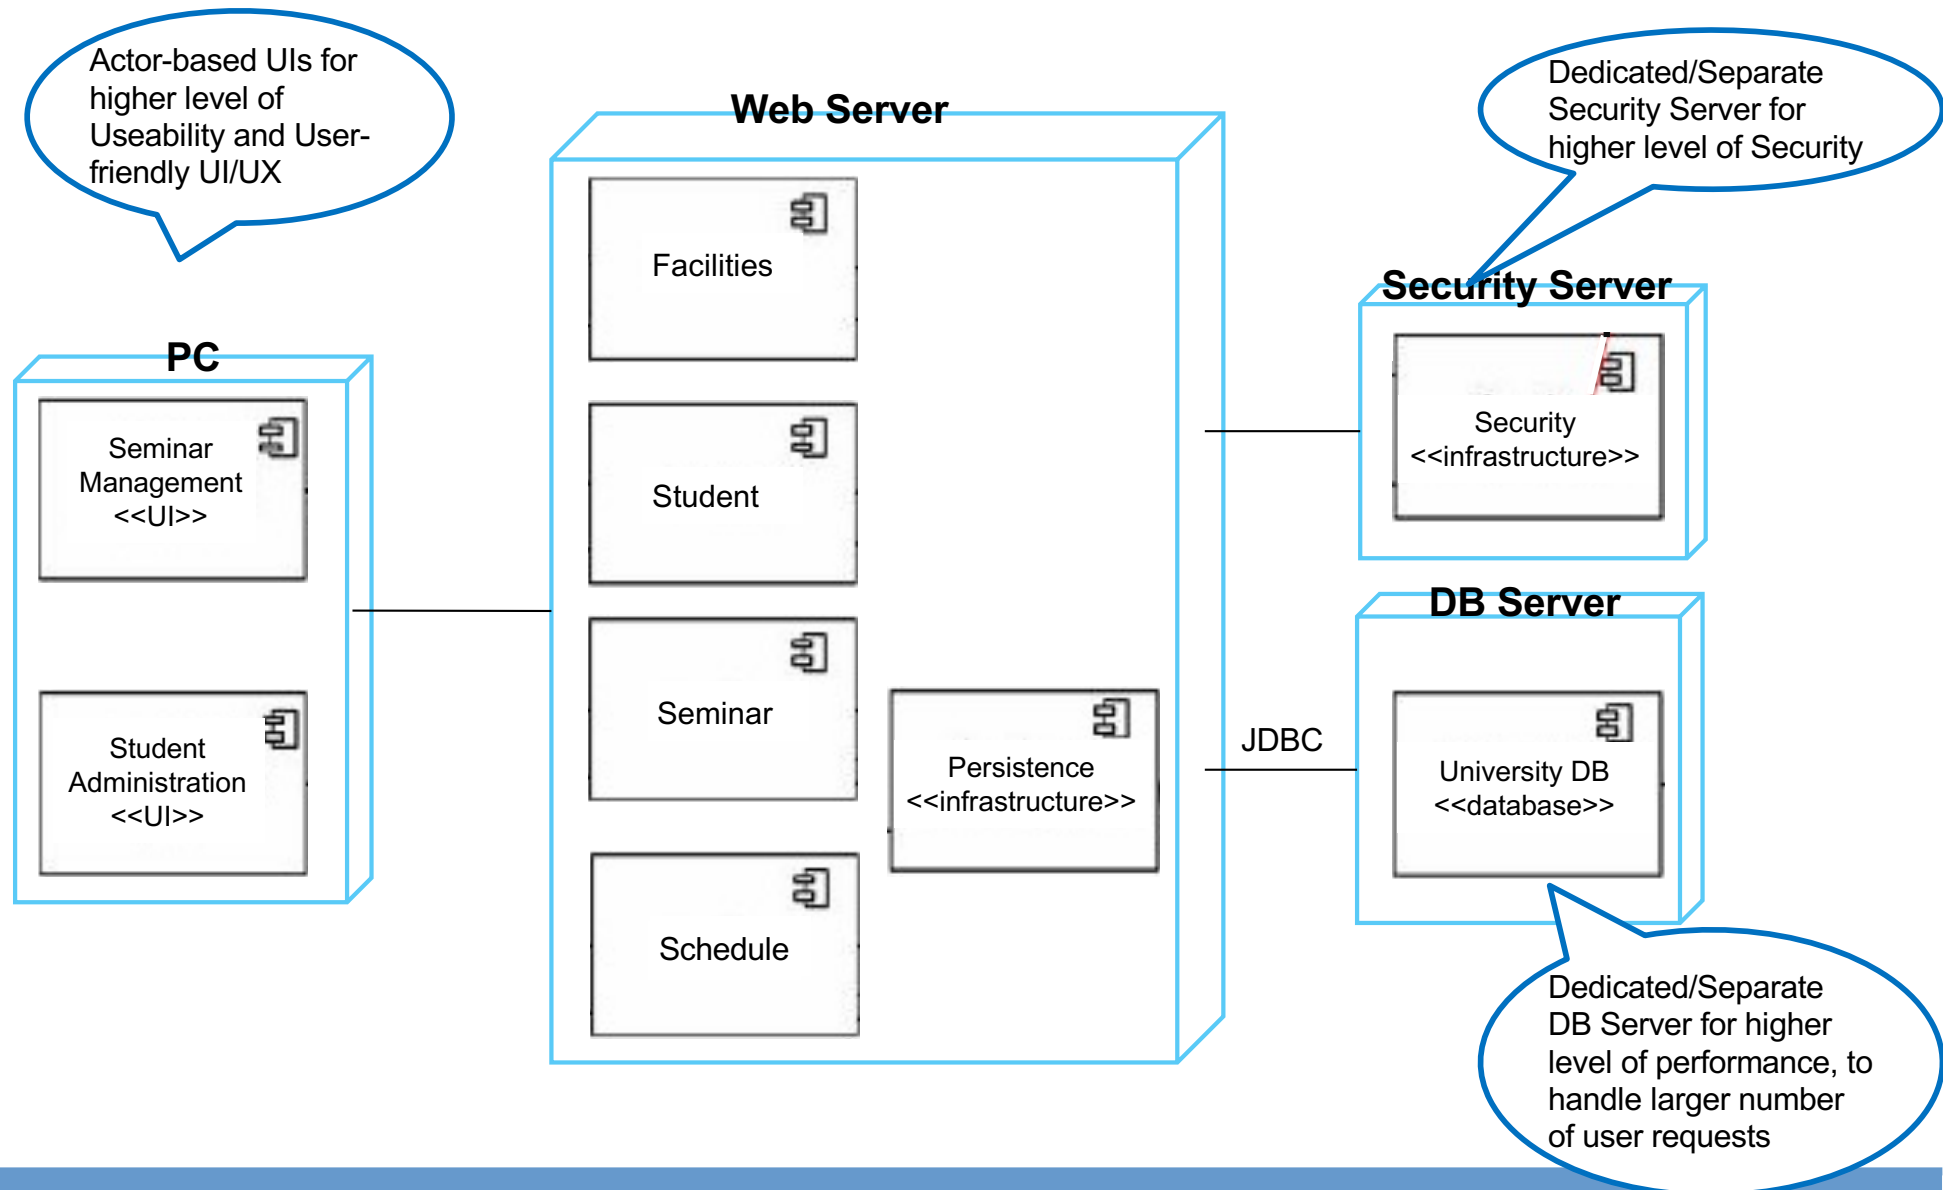 Actor-based UIs for
higher level of
Useability and User-
friendly UI/UX
Web Server
Dedicated/Separate
Security Server for
higher level of Security
PC
Seminar
Management
<<UI>>
Student
Administration
<<UI>>
Facilities
Student
Seminar
Schedule
Persistence
<<infrastructure>>
Security Server
Security
<<infrastructure>>
JDBC
DB Server
University DB
<<database>>
Dedicated/Separate
DB Server for higher
level of performance, to
handle larger number
of user requests